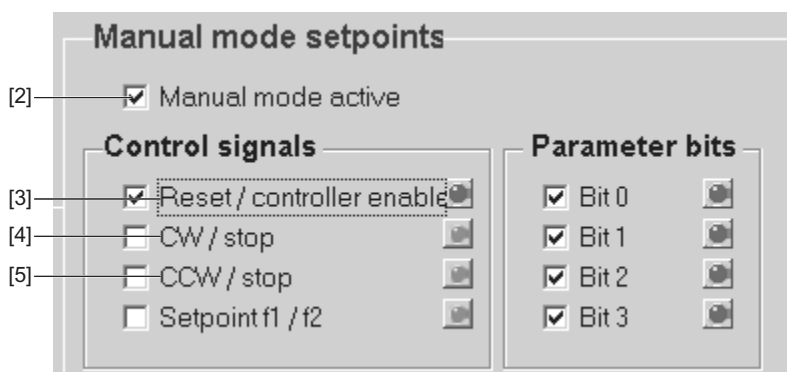 Manual mode setpoints
[2] Manual mode active
Control signals Parameter bits
[3] Reset / controller enable Bit 0
[4] CW / stop Bit 1
[5] CCW / stop Bit 2
Setpoint f1 / f2 Bit 3